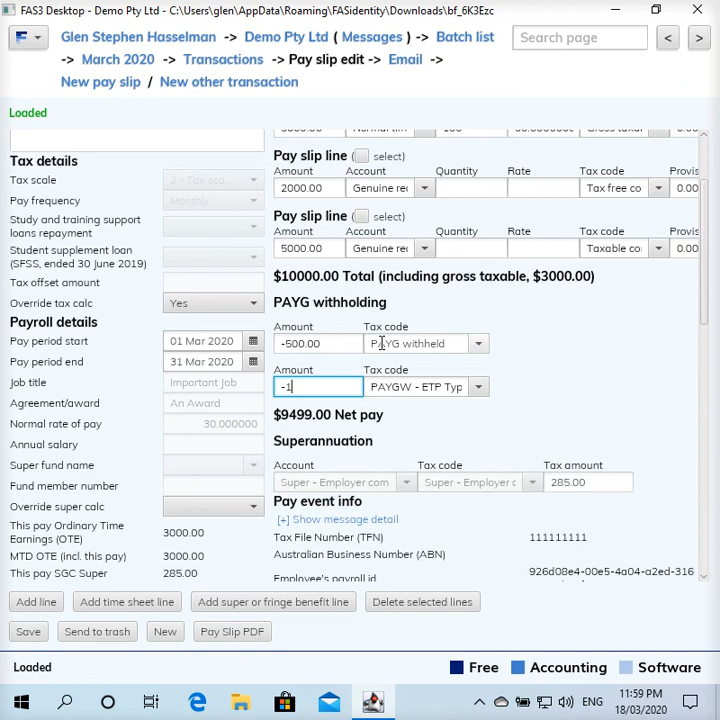 FAS3 Desktop - Demo Pty Ltd - C:\Users\glen\AppData\Roaming\FASidentity\Downloads\bf_6K3Ezc
Glen Stephen Hasselman -> Demo Pty Ltd ( Messages ) -> Batch list
-> March 2020 -> Transactions -> Pay slip edit -> Email ->
New pay slip / New other transaction
Search page
< >
Loaded
Tax details
Tax scale 2 - Tax sca
Pay frequency Monthly
Study and training support
loans repayment
Student supplement loan
(SFSS, ended 30 June 2019)
Tax offset amount
Override tax calc Yes
Payroll details
Pay period start 01 Mar 2020
Pay period end 31 Mar 2020
Job title Important Job
Agreement/award An Award
Normal rate of pay 30.000000
Annual salary
Super fund name
Fund member number
Override super calc
This pay Ordinary Time
Earnings (OTE) 3000.00
MTD OTE (incl. this pay) 3000.00
This pay SGC Super 285.00
Pay slip line ( select)
Amount Account Quantity Rate Tax code Provis
2000.00 Genuine re Tax free co 0.00
Pay slip line ( select)
Amount Account Quantity Rate Tax code Provis
5000.00 Genuine re Taxable co 0.00
$10000.00 Total (including gross taxable, $3000.00)
PAYG withholding
Amount Tax code
-500.00 PAYG withheld
Amount Tax code
-1 PAYGW - ETP Typ
$9499.00 Net pay
Superannuation
Account Tax code Tax amount
Super - Employer com Super - Employer c 285.00
Pay event info
[+] Show message detail
Tax File Number (TFN) 111111111
Australian Business Number (ABN)
Employee's payroll id 926d08e4-00e5-4a04-a2ed-316
Add line Add time sheet line Add super or fringe benefit line Delete selected lines
Save Send to trash New Pay Slip PDF
Loaded Free Accounting Software
ENG 11:59 PM
18/03/2020